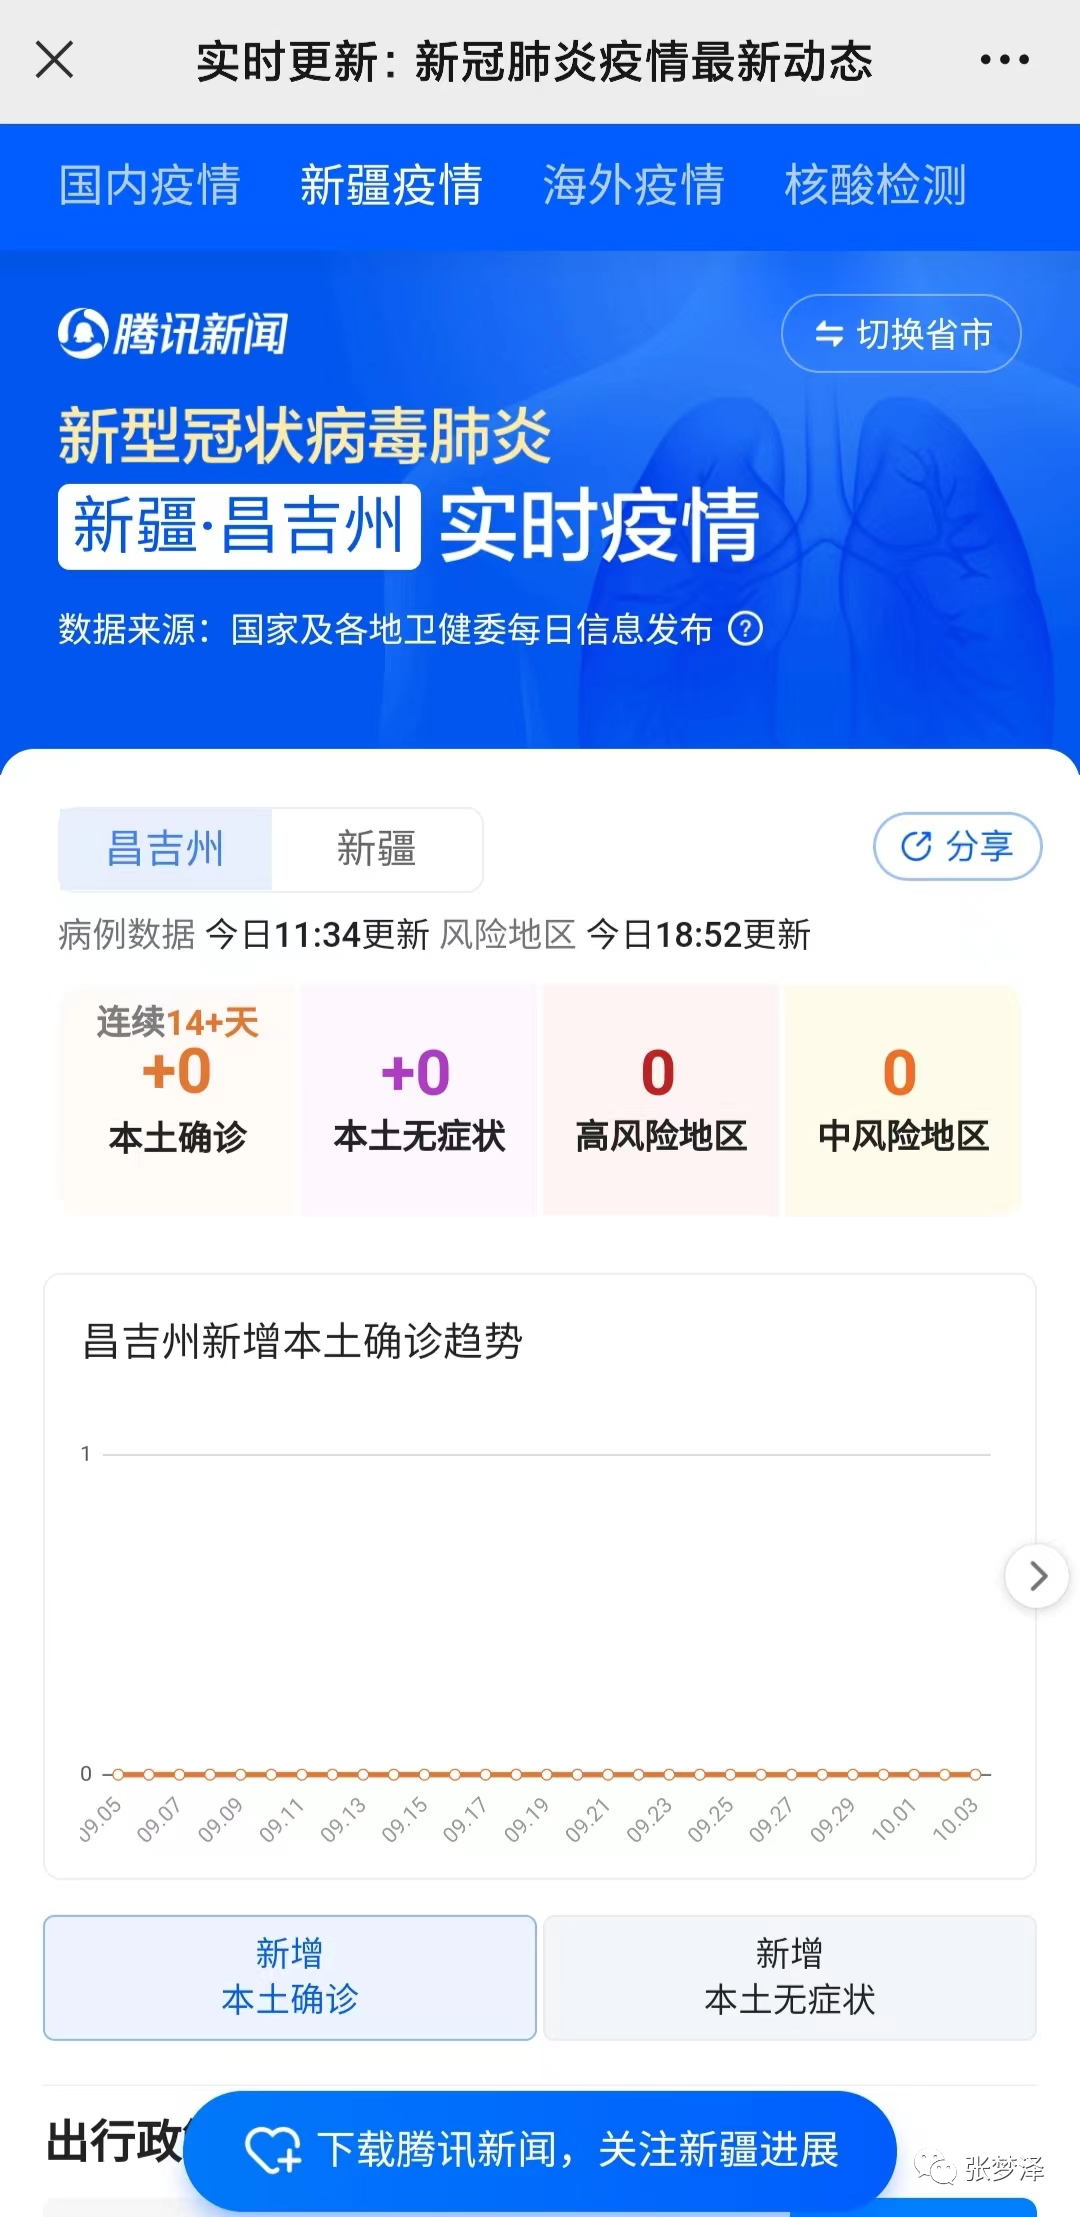 实时更新：新冠肺炎疫情最新动态
国内疫情 新疆疫情 海外疫情 核酸检测
腾讯新闻
切换省市
新型冠状病毒肺炎
新疆·昌吉州 实时疫情
数据来源：国家及各地卫健委每日信息发布 ?
昌吉州 新疆
分享
病例数据 今日11:34更新 风险地区 今日18:52更新
连续14+天
+0 +0 0 0
本土确诊 本土无症状 高风险地区 中风险地区
昌吉州新增本土确诊趋势
1
0
09.05 09.07 09.09 09.11 09.13 09.15 09.17 09.19 09.21 09.23 09.25 09.27 09.29 10.01 10.03
新增
本土确诊
新增
本土无症状
出行政
下载腾讯新闻，关注新疆进展
张梦泽